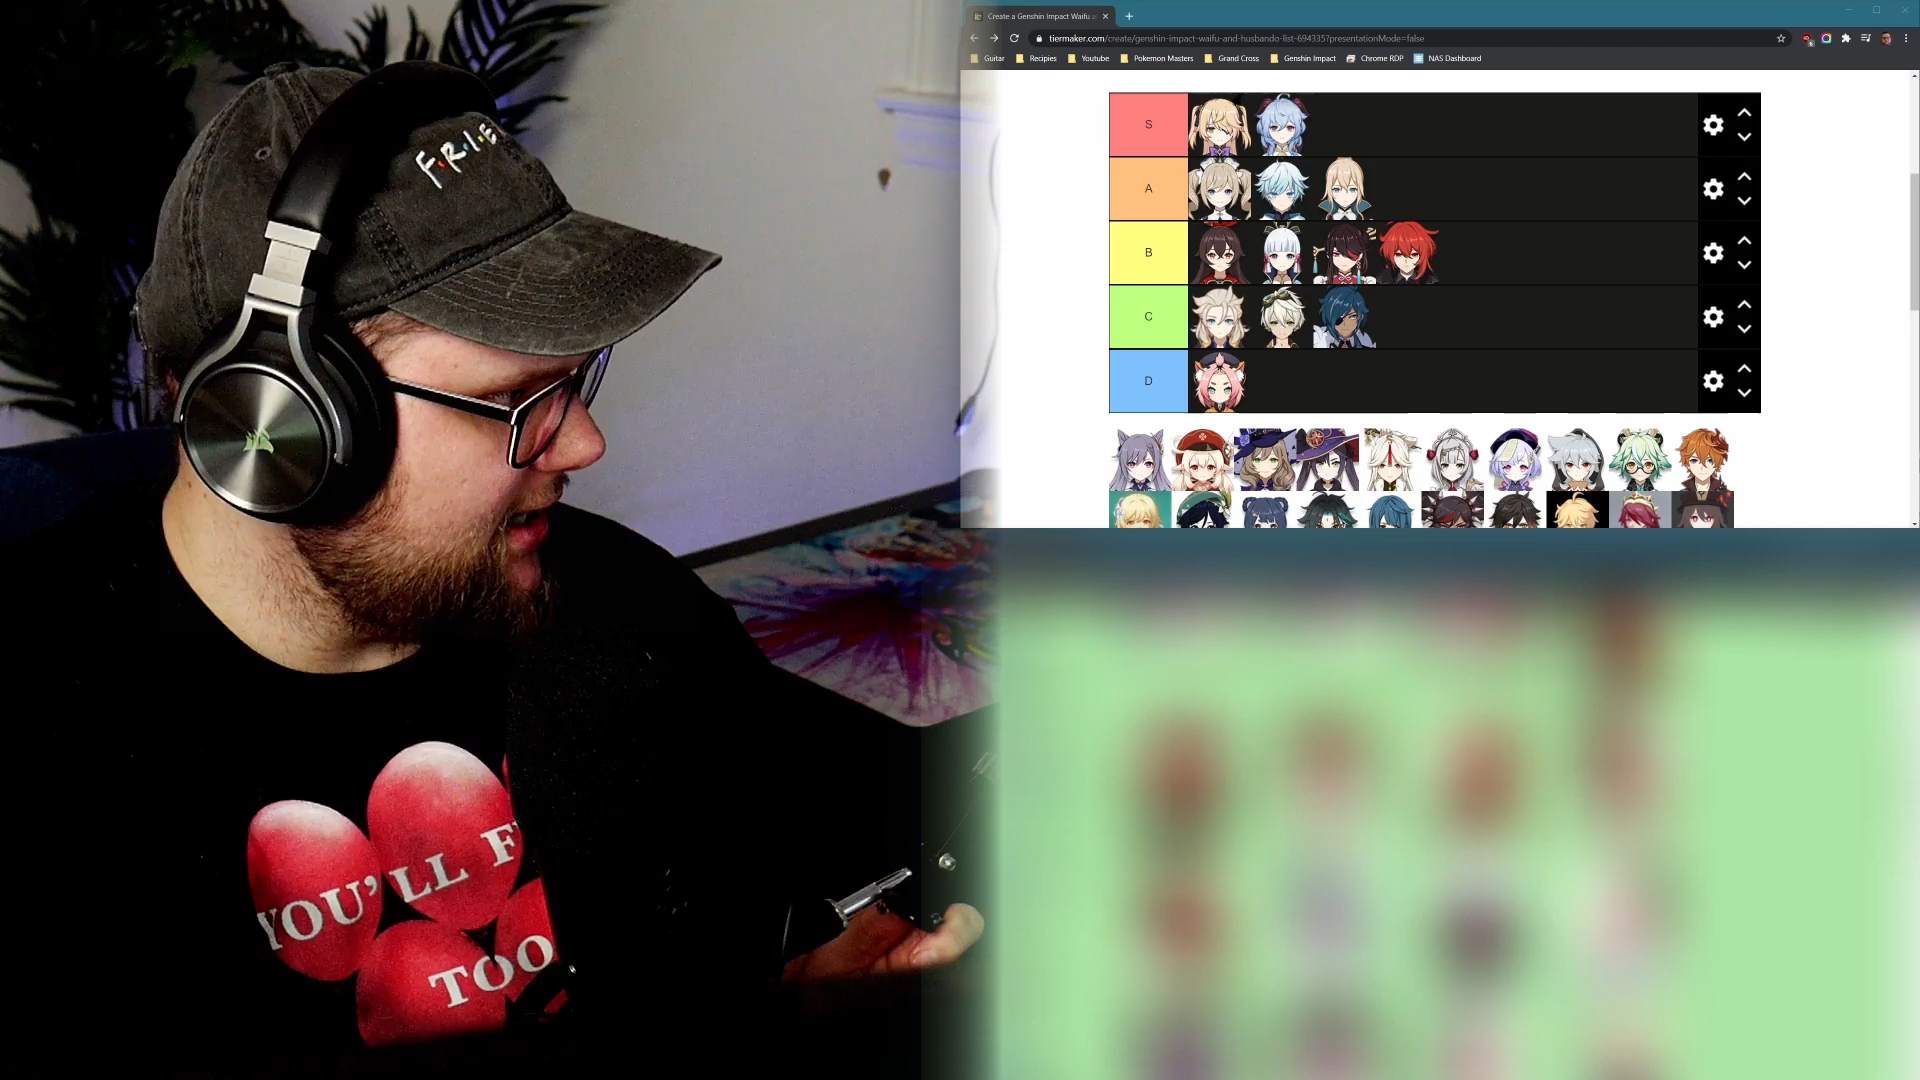 Create a Genshin Impact Waifu a
tiermaker.com/create/genshin-impact-waifu-and-husbando-list-694335?presentationMode=false
Guitar
Recipies
Youtube
Pokemon Masters
Grand Cross
Genshin Impact
Chrome RDP
NAS Dashboard
S
A
B
C
D
F.R.I.E
YOU'LL F
TOO